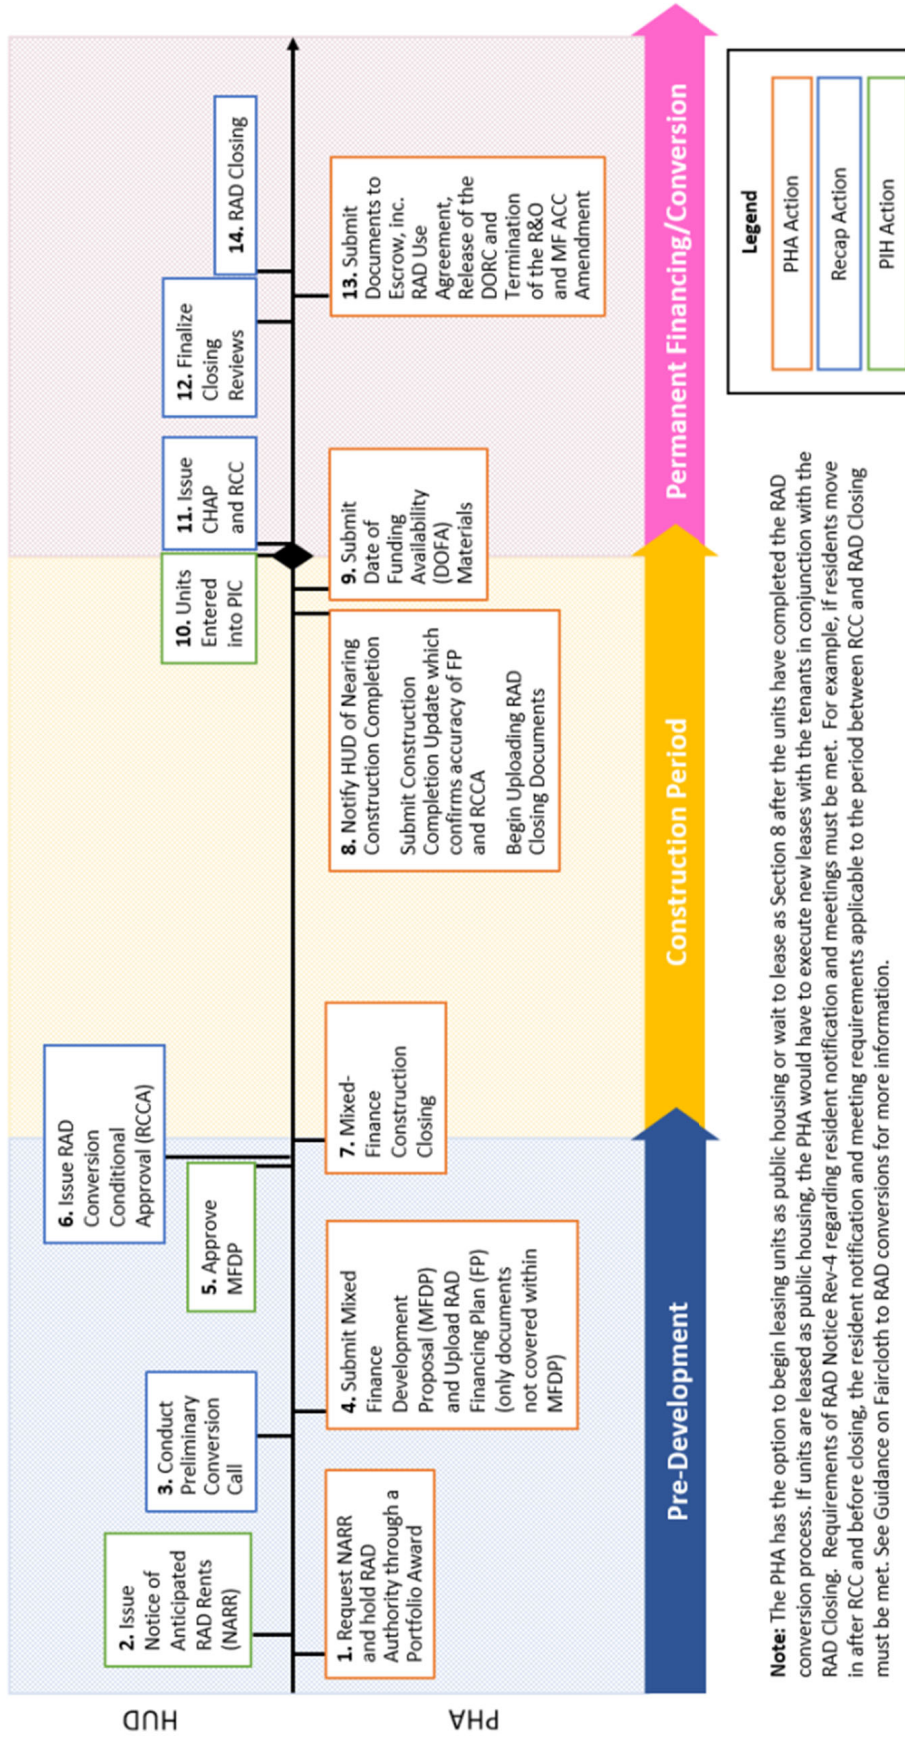 HUD
PHA
1. Request NARR
and hold RAD
Authority through a
Portfolio Award
2. Issue
Notice of
Anticipated
RAD Rents
(NARR)
3. Conduct
Preliminary
Conversion
Call
4. Submit Mixed
Finance
Development
Proposal (MFDP)
and Upload RAD
Financing Plan (FP)
(only documents
not covered within
MFDP)
5. Approve
MFDP
6. Issue RAD
Conversion
Conditional
Approval (RCCA)
7. Mixed-
Finance
Construction
Closing
8. Notify HUD of Nearing
Construction Completion
Submit Construction
Completion Update which
confirms accuracy of FP
and RCCA
Begin Uploading RAD
Closing Documents
9. Submit
Date of
Funding
Availability
(DOFA)
Materials
10. Units
Entered
into PIC
11. Issue
CHAP
and RCC
12. Finalize
Closing
Reviews
13. Submit
Documents to
Escrow, inc.
RAD Use
Agreement,
Release of the
DORC and
Termination
of the R&O
and MF ACC
Amendment
14. RAD Closing
Pre-Development
Construction Period
Permanent Financing/Conversion
Note: The PHA has the option to begin leasing units as public housing or wait to lease as Section 8 after the units have completed the RAD
conversion process. If units are leased as public housing, the PHA would have to execute new leases with the tenants in conjunction with the
RAD Closing. Requirements of RAD Notice Rev-4 regarding resident notification and meetings must be met. For example, if residents move
in after RCC and before closing, the resident notification and meeting requirements applicable to the period between RCC and RAD Closing
must be met. See Guidance on Faircloth to RAD conversions for more information.
Legend
PHA Action
Recap Action
PIH Action